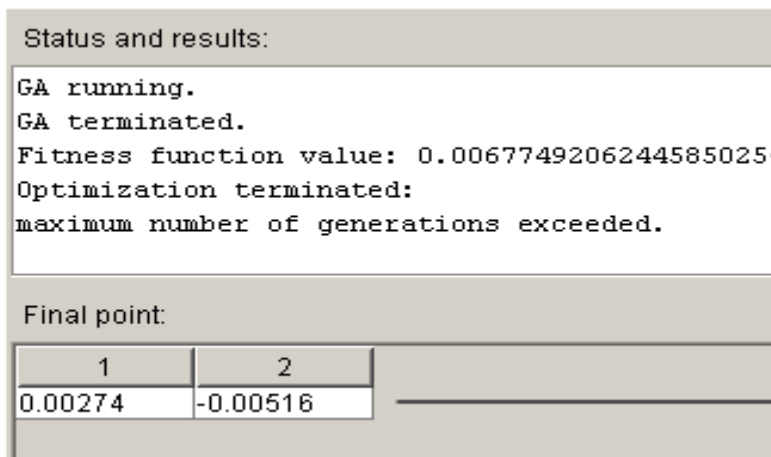 Status and results:
GA running.
GA terminated.
Fitness function value: 0.0067749206244585025
Optimization terminated:
maximum number of generations exceeded.
Final point:
1 2
0.00274 -0.00516